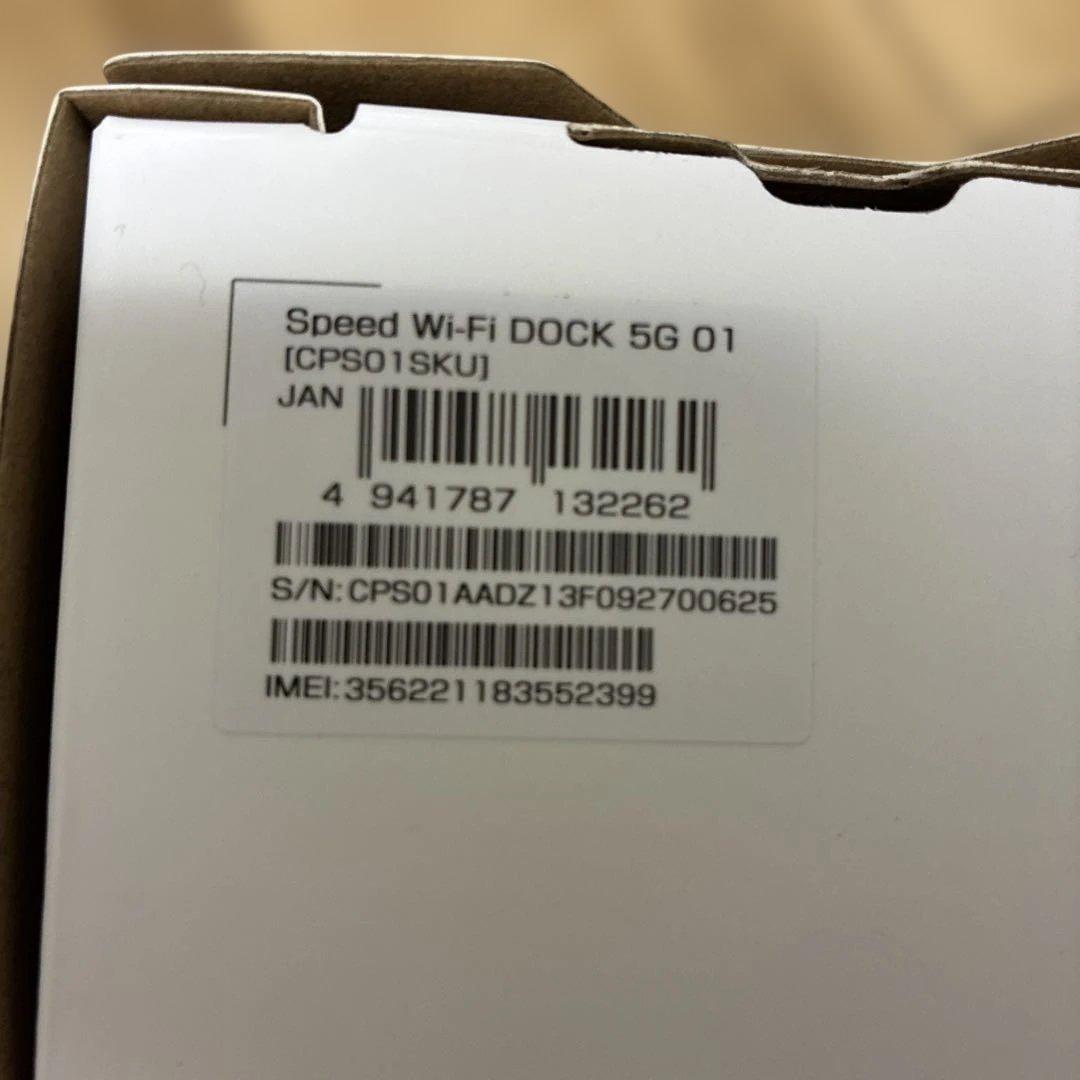 Speed Wi-Fi DOCK 5G 01
[CPS01SKU]
JAN
4 941787 132262
S/N:CPS01AADZ13F092700625
IMEI:356221183552399